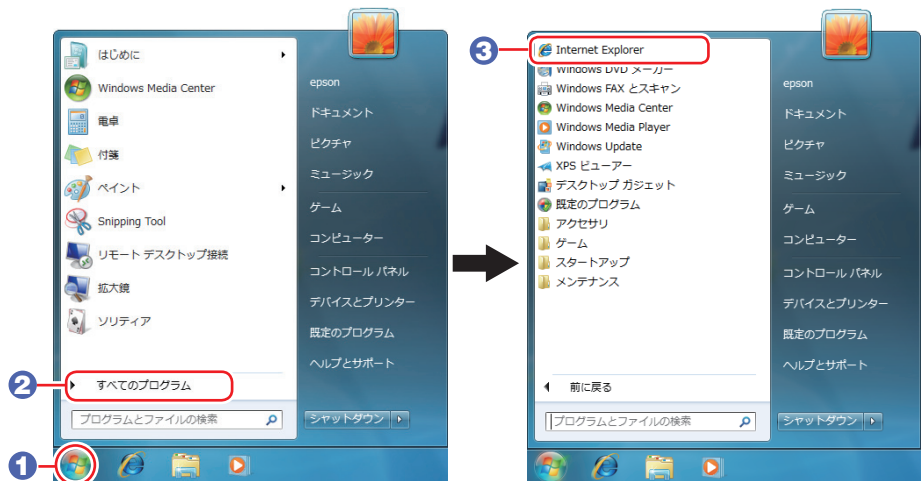 はじめに
Windows Media Center
電卓
付箋
ペイント
Snipping Tool
リモート デスクトップ接続
拡大鏡
ソリティア
2
すべてのプログラム
プログラムとファイルの検索
1
epson
ドキュメント
ピクチャ
ミュージック
ゲーム
コンピューター
コントロール パネル
デバイスとプリンター
既定のプログラム
ヘルプとサポート
シャットダウン
3
Internet Explorer
Windows DVD メーカー
Windows FAX とスキャン
Windows Media Center
Windows Media Player
Windows Update
XPS ビューアー
デスクトップ ガジェット
既定のプログラム
アクセサリ
ゲーム
スタートアップ
メンテナンス
前に戻る
プログラムとファイルの検索
epson
ドキュメント
ピクチャ
ミュージック
ゲーム
コンピューター
コントロール パネル
デバイスとプリンター
既定のプログラム
ヘルプとサポート
シャットダウン